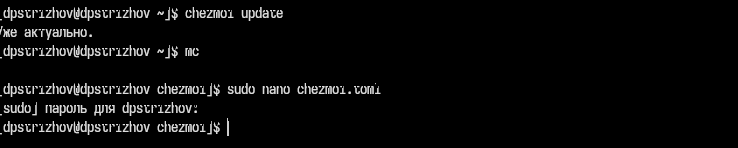 [dpstrizhov@dpstrizhov ~]$ chezmoi update
Уже актуально.
[dpstrizhov@dpstrizhov ~]$ mc
[dpstrizhov@dpstrizhov chezmoi]$ sudo nano chezmoi.toml
[sudo] пароль для dpstrizhov:
[dpstrizhov@dpstrizhov chezmoi]$